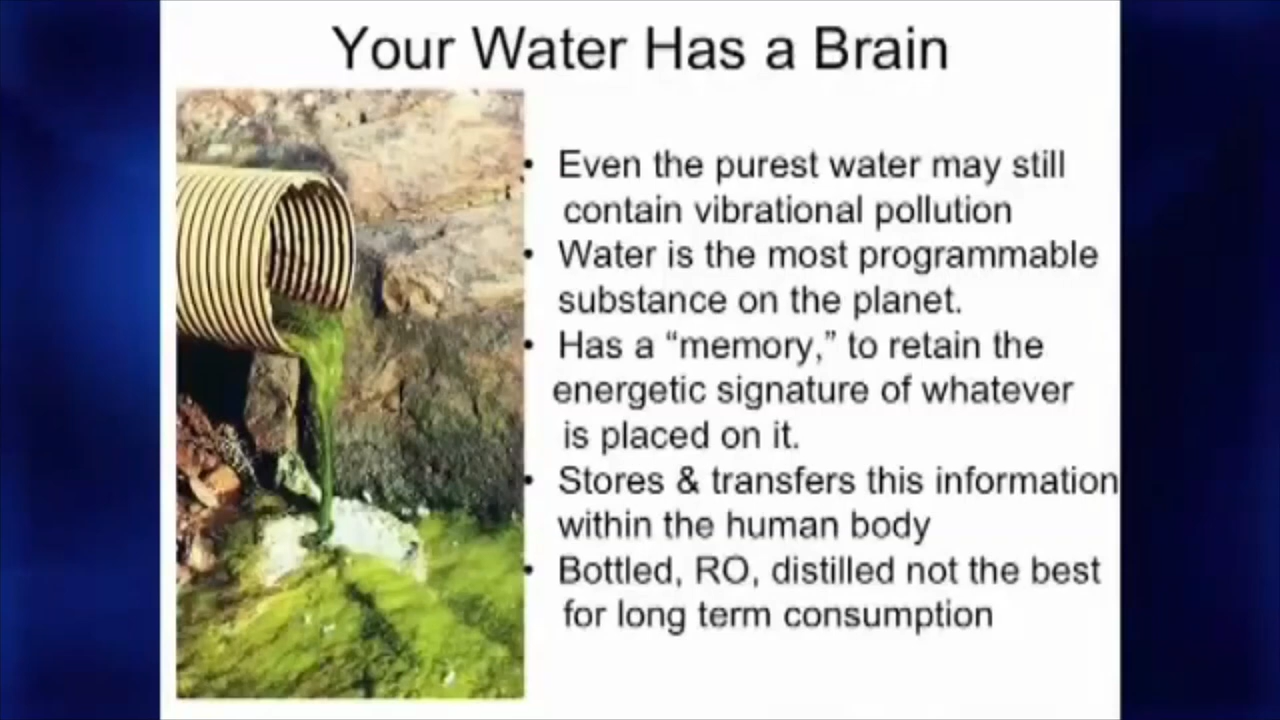 Your Water Has a Brain
• Even the purest water may still
contain vibrational pollution
• Water is the most programmable
substance on the planet.
• Has a “memory,” to retain the
energetic signature of whatever
is placed on it.
• Stores & transfers this information
within the human body
• Bottled, RO, distilled not the best
for long term consumption